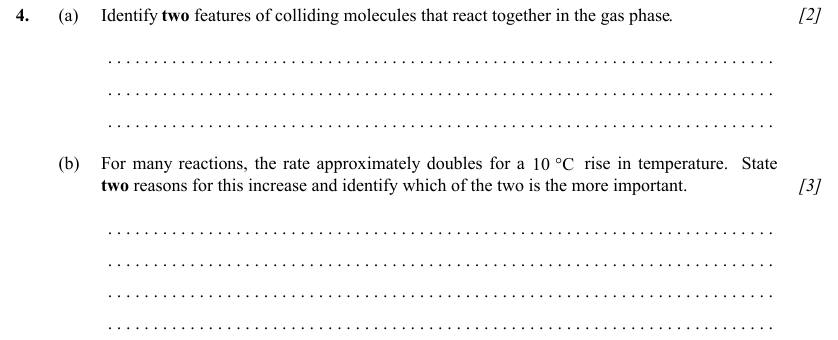 4. (a) Identify two features of colliding molecules that react together in the gas phase. [2]
. . . . . . . . . . . . . . . . . . . . . . . . . . . . . . . . . . . . . . . . . . . . . . . . . . . . . . . . . . . . . . . . . . . . . . . . .
. . . . . . . . . . . . . . . . . . . . . . . . . . . . . . . . . . . . . . . . . . . . . . . . . . . . . . . . . . . . . . . . . . . . . . . . .
. . . . . . . . . . . . . . . . . . . . . . . . . . . . . . . . . . . . . . . . . . . . . . . . . . . . . . . . . . . . . . . . . . . . . . . . .
(b) For many reactions, the rate approximately doubles for a 10 °C rise in temperature. State
two reasons for this increase and identify which of the two is the more important. [3]
. . . . . . . . . . . . . . . . . . . . . . . . . . . . . . . . . . . . . . . . . . . . . . . . . . . . . . . . . . . . . . . . . . . . . . . . .
. . . . . . . . . . . . . . . . . . . . . . . . . . . . . . . . . . . . . . . . . . . . . . . . . . . . . . . . . . . . . . . . . . . . . . . . .
. . . . . . . . . . . . . . . . . . . . . . . . . . . . . . . . . . . . . . . . . . . . . . . . . . . . . . . . . . . . . . . . . . . . . . . . .
. . . . . . . . . . . . . . . . . . . . . . . . . . . . . . . . . . . . . . . . . . . . . . . . . . . . . . . . . . . . . . . . . . . . . . . . .